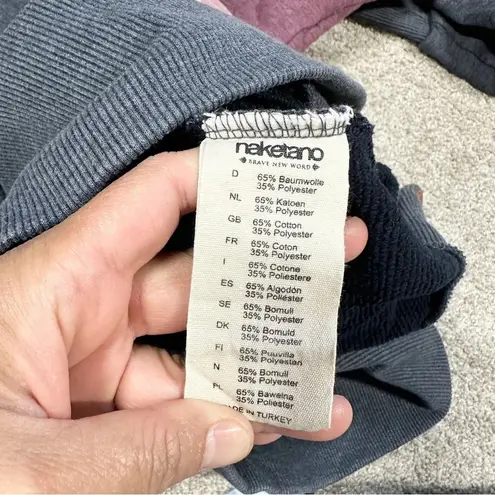 naketano
BRAVE NEW WORD
D 65% Baumwolle
35% Polyester
NL 65% Katoen
35% Polyester
GB 65% Cotton
35% Polyester
FR 65% Coton
35% Polyester
I 65% Cotone
35% Poliestere
ES 65% Algodón
35% Poliéster
SE 65% Bomull
35% Polyester
DK 65% Bomuld
35% Polyester
FI 65% Puuvilla
35% Polyester
N 65% Bomull
35% Polyester
PL 65% Bawełna
35% Poliester
MADE IN TURKEY